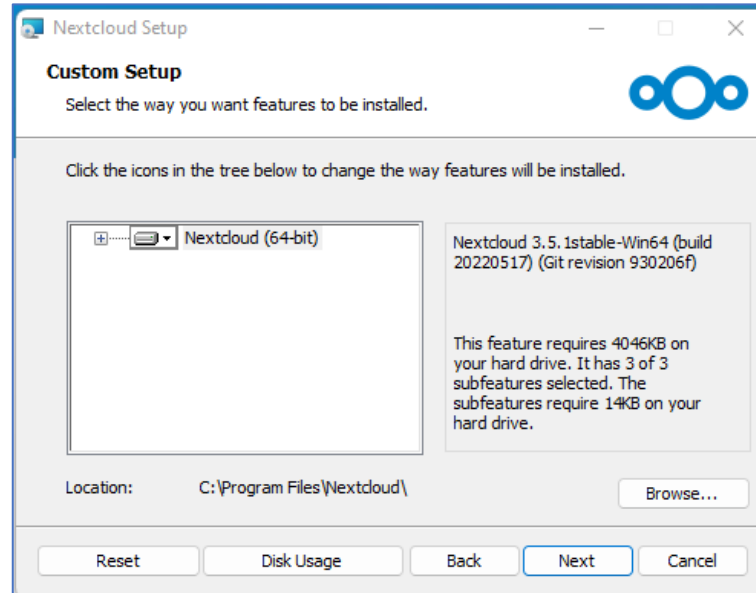 Nextcloud Setup
Custom Setup
Select the way you want features to be installed.
Click the icons in the tree below to change the way features will be installed.
Nextcloud (64-bit)
Nextcloud 3.5.1stable-Win64 (build
20220517) (Git revision 930206f)
This feature requires 4046KB on
your hard drive. It has 3 of 3
subfeatures selected. The
subfeatures require 14KB on your
hard drive.
Location: C:\Program Files\Nextcloud\
Browse...
Reset Disk Usage Back Next Cancel